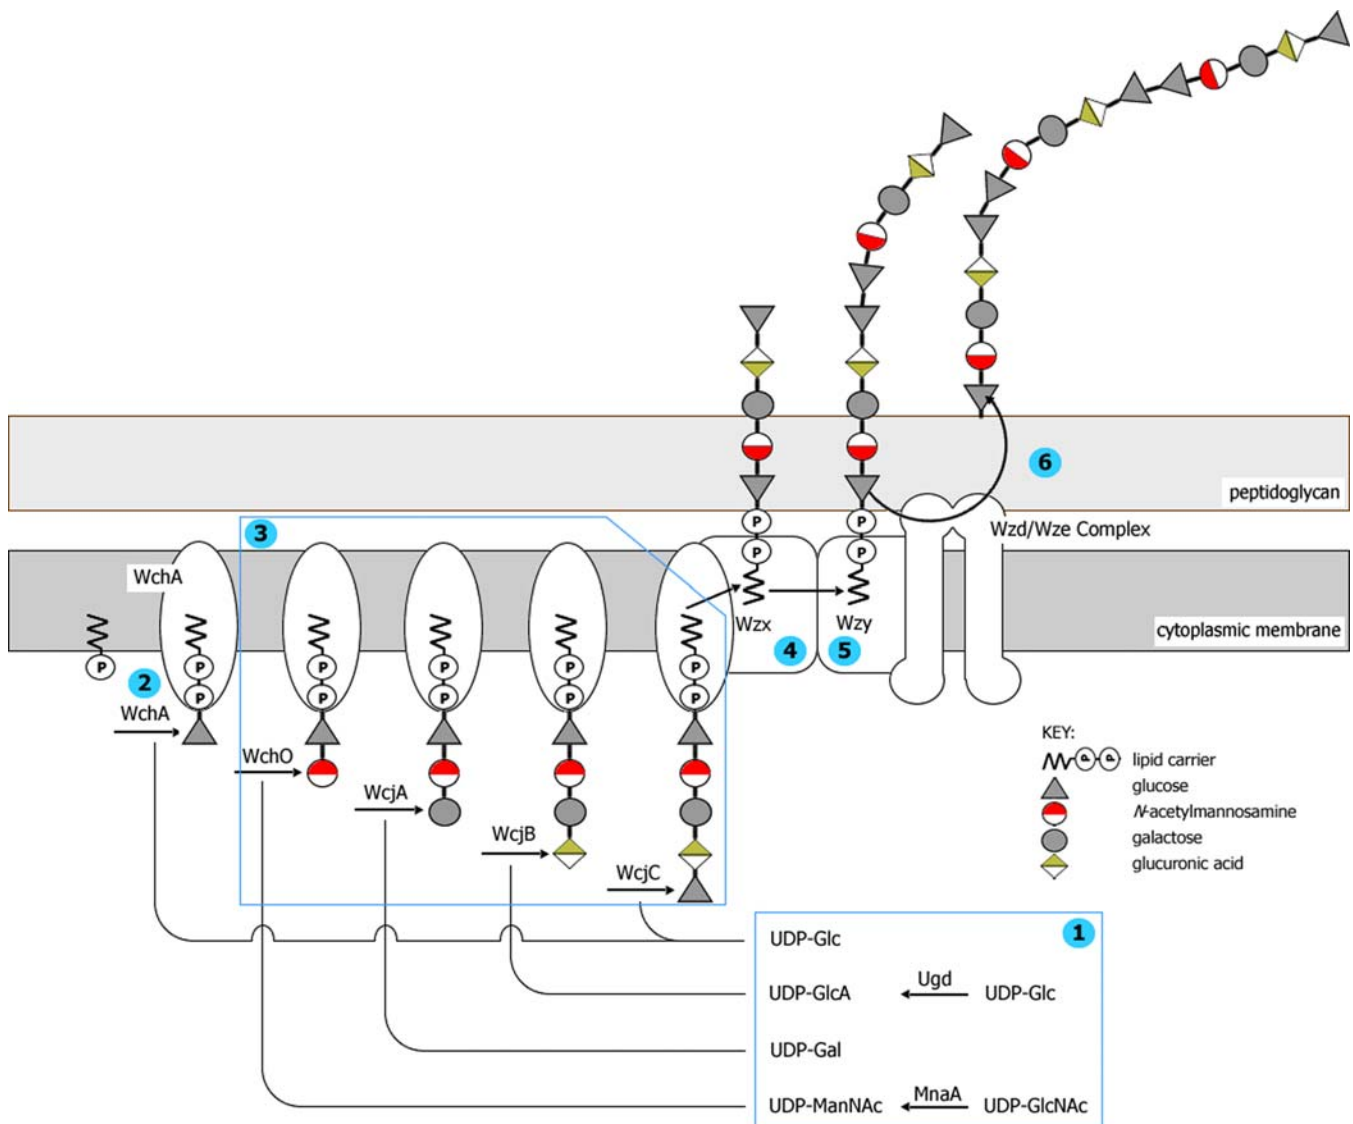 6
peptidoglycan
Wzd/Wze Complex
3
WchA
P
P
P
P
Wzx
Wzy
cytoplasmic membrane
4
5
P
2
P
P
P
P
P
P
P
P
P
P
WchA
WchO
WcjA
WcjB
WcjC
KEY:
P P lipid carrier
glucose
N-acetylmannosamine
galactose
glucuronic acid
1
UDP-Glc
UDP-GlcA Ugd UDP-Glc
UDP-Gal
UDP-ManNAc MnaA UDP-GlcNAc